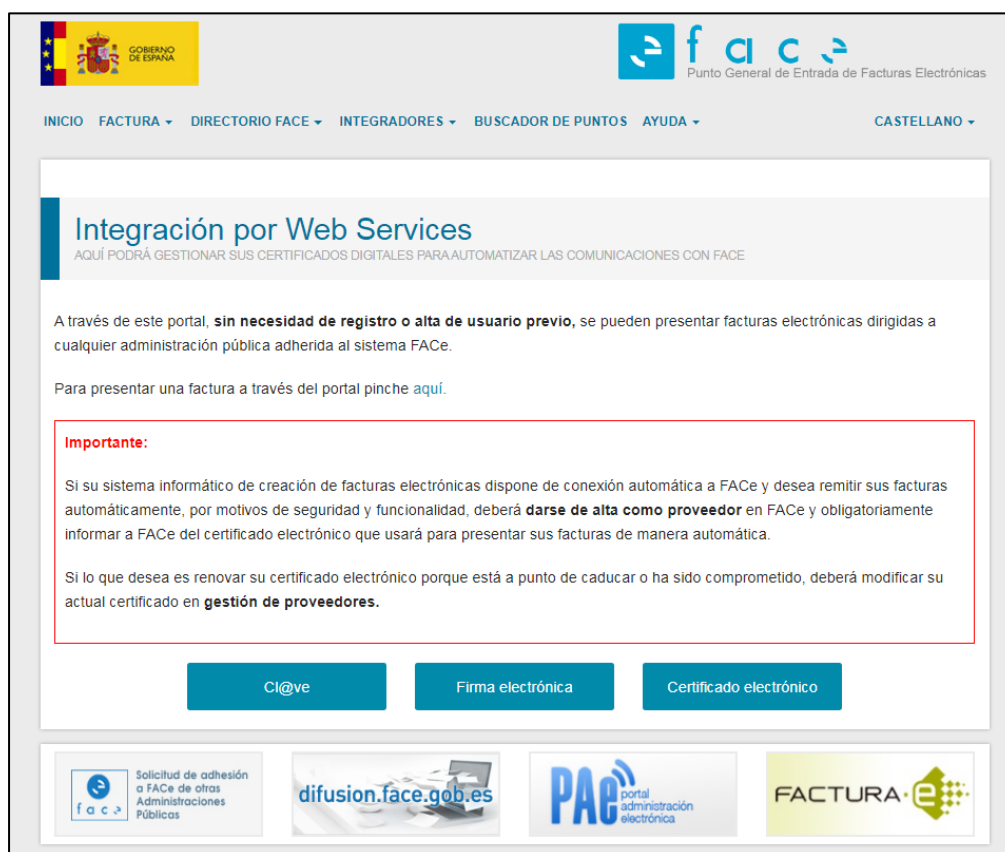 GOBIERNO
DE ESPAÑA
face
Punto General de Entrada de Facturas Electrónicas
INICIO FACTURA DIRECTORIO FACE INTEGRADORES BUSCADOR DE PUNTOS AYUDA CASTELLANO
Integración por Web Services
AQUÍ PODRÁ GESTIONAR SUS CERTIFICADOS DIGITALES PARA AUTOMATIZAR LAS COMUNICACIONES CON FACE
A través de este portal, sin necesidad de registro o alta de usuario previo, se pueden presentar facturas electrónicas dirigidas a
cualquier administración pública adherida al sistema FACe.
Para presentar una factura a través del portal pinche aquí.
Importante:
Si su sistema informático de creación de facturas electrónicas dispone de conexión automática a FACe y desea remitir sus facturas
automáticamente, por motivos de seguridad y funcionalidad, deberá darse de alta como proveedor en FACe y obligatoriamente
informar a FACe del certificado electrónico que usará para presentar sus facturas de manera automática.
Si lo que desea es renovar su certificado electrónico porque está a punto de caducar o ha sido comprometido, deberá modificar su
actual certificado en gestión de proveedores.
Cl@ve
Firma electrónica
Certificado electrónico
face
Solicitud de adhesión
a FACe de otras
Administraciones
Públicas
difusion.face.gob.es
PAe
portal
administración
electrónica
FACTURA·e